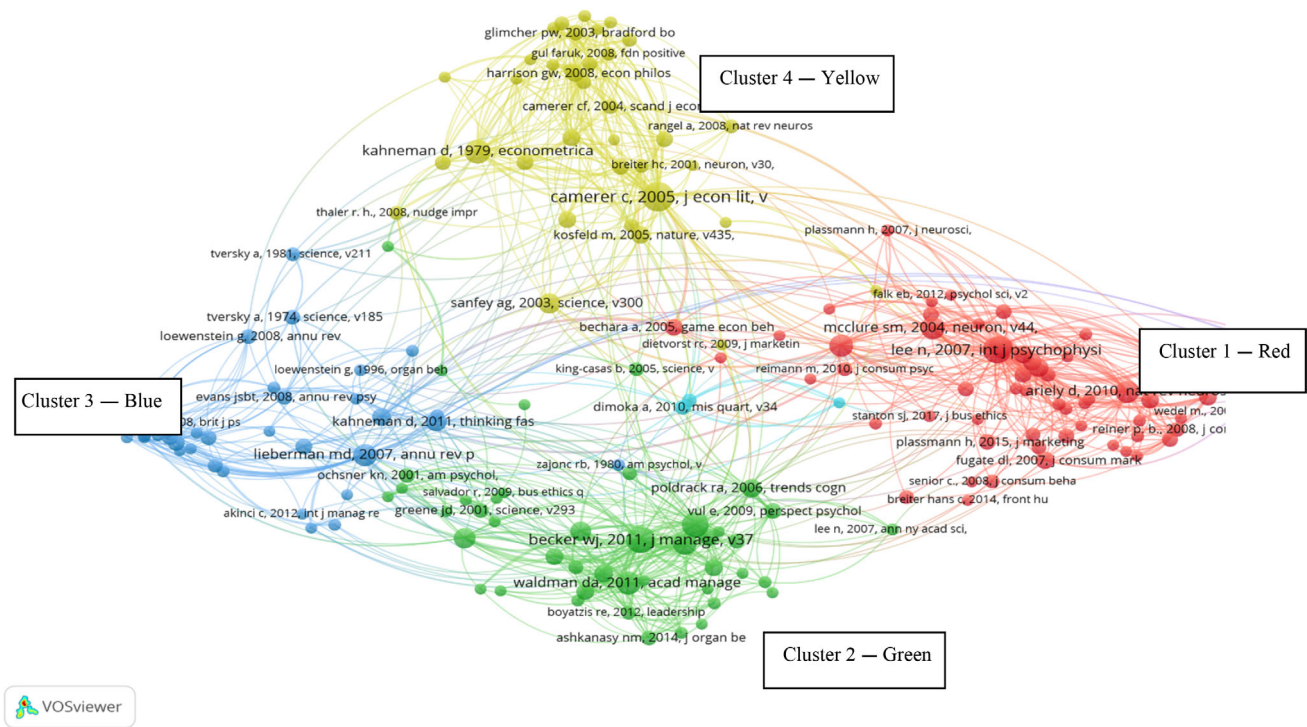 glimcher pw, 2003, bradford bo
gul faruk, 2008, fdn positive
harrison gw, 2008, econ philos
Cluster 4 — Yellow
camerer cf, 2004, scand j econ
rangel a, 2008, nat rev neuros
kahneman d, 1979, econometrica
breiter hc, 2001, neuron, v30,
camerer c, 2005, j econ lit, v
thaler r. h., 2008, nudge impr
kosfeld m, 2005, nature, v435,
plassmann h, 2007, j neurosci,
tversky a, 1981, science, v211
falk eb, 2012, psychol sci, v2
sanfey ag, 2003, science, v300
tversky a, 1974, science, v185
bechara a, 2005, game econ beh
mcclure sm, 2004, neuron, v44,
loewenstein g, 2008, annu rev
dietvorst rc, 2009, j marketin
lee n, 2007, int j psychophysi
Cluster 1 — Red
loewenstein g, 1996, organ beh
king-casas b, 2005, science, v
reimann m, 2010, j consum psyc
ariely d, 2010, nat rev neuros
Cluster 3 — Blue
evans jsbt, 2008, annu rev psy
dimoka a, 2010, mis quart, v34
stanton sj, 2017, j bus ethics
wedel m., 200
kahneman d, 2011, thinking fas
reiner p. b., 2008, j co
08, brit j ps
plassmann h, 2015, j marketing
lieberman md, 2007, annu rev p
fugate dl, 2007, j consum mark
zajonc rb, 1980, am psychol, v
ochsner kn, 2001, am psychol,
senior c., 2008, j consum beha
poldrack ra, 2006, trends cogn
salvador r, 2009, bus ethics q
breiter hans c, 2014, front hu
vul e, 2009, perspect psychol
greene jd, 2001, science, v293
akinci c, 2012, int j manag re
lee n, 2007, ann ny acad sci,
becker wj, 2011, j manage, v37
waldman da, 2011, acad manage
boyatzis re, 2012, leadership
ashkanasy nm, 2014, j organ be
Cluster 2 — Green
VOSviewer